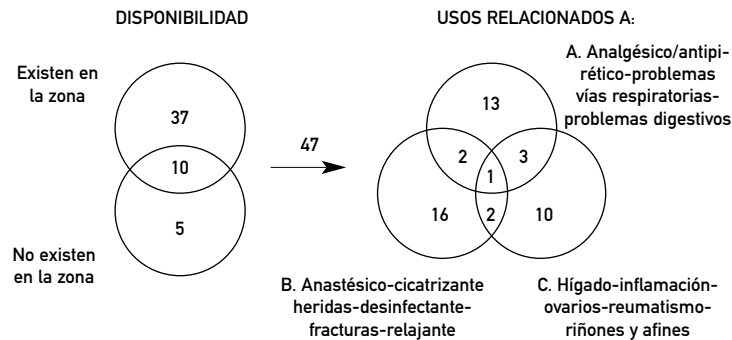 DISPONIBILIDAD
USOS RELACIONADOS A:
Existen en
la zona
37
10
5
No existen
en la zona
47
A. Analgésico/antipi-
rético-problemas
vías respiratorias-
problemas digestivos
13
2
3
1
16
2
10
B. Anastésico-cicatrizante
heridas-desinfectante-
fracturas-relajante
C. Hígado-inflamación-
ovarios-reumatismo-
riñones y afines